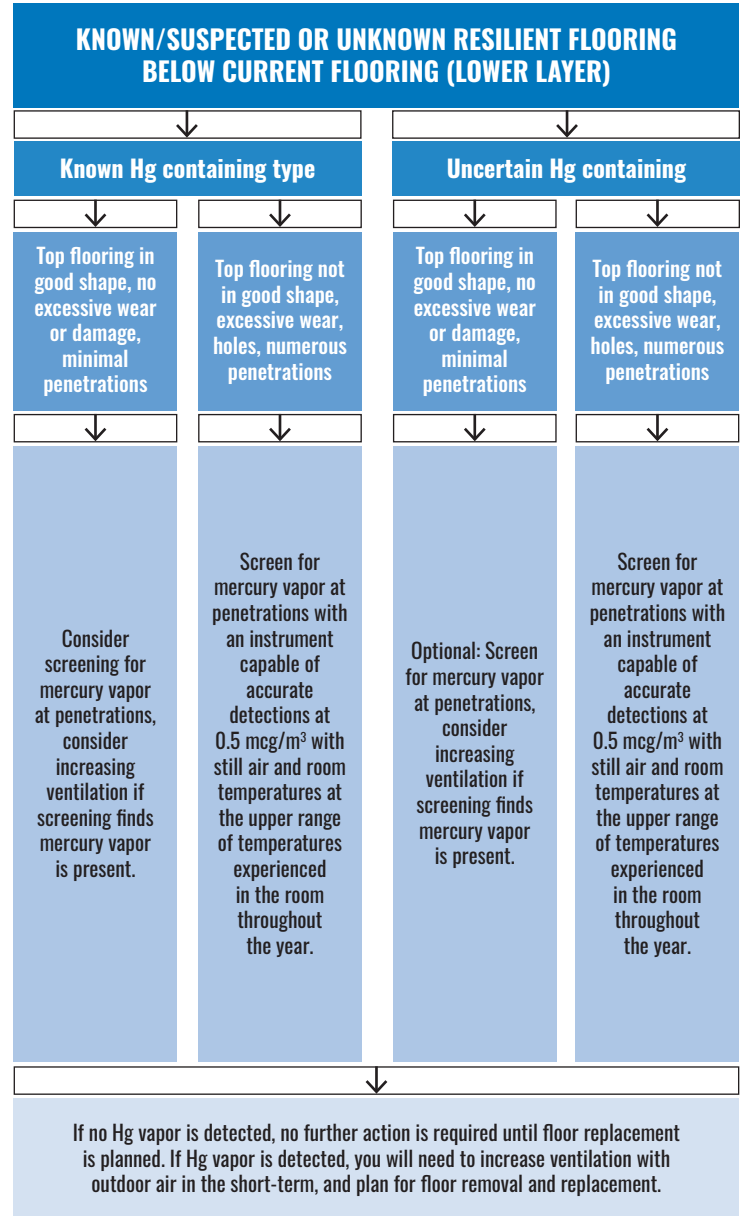 KNOWN/SUSPECTED OR UNKNOWN RESILIENT FLOORING
BELOW CURRENT FLOORING (LOWER LAYER)
Known Hg containing type
Uncertain Hg containing
Top flooring in
good shape, no
excessive wear
or damage,
minimal
penetrations
Top flooring not
in good shape,
excessive wear,
holes, numerous
penetrations
Top flooring in
good shape, no
excessive wear
or damage,
minimal
penetrations
Top flooring not
in good shape,
excessive wear,
holes, numerous
penetrations
Consider
screening for
mercury vapor
at penetrations,
consider
increasing
ventilation if
screening finds
mercury vapor
is present.
Screen for
mercury vapor at
penetrations with
an instrument
capable of
accurate
detections at
0.5 mcg/m³ with
still air and room
temperatures at
the upper range
of temperatures
experienced
in the room
throughout
the year.
Optional: Screen
for mercury vapor
at penetrations,
consider
increasing
ventilation if
screening finds
mercury vapor
is present.
Screen for
mercury vapor at
penetrations with
an instrument
capable of
accurate
detections at
0.5 mcg/m³ with
still air and room
temperatures at
the upper range
of temperatures
experienced
in the room
throughout
the year.
If no Hg vapor is detected, no further action is required until floor replacement
is planned. If Hg vapor is detected, you will need to increase ventilation with
outdoor air in the short-term, and plan for floor removal and replacement.